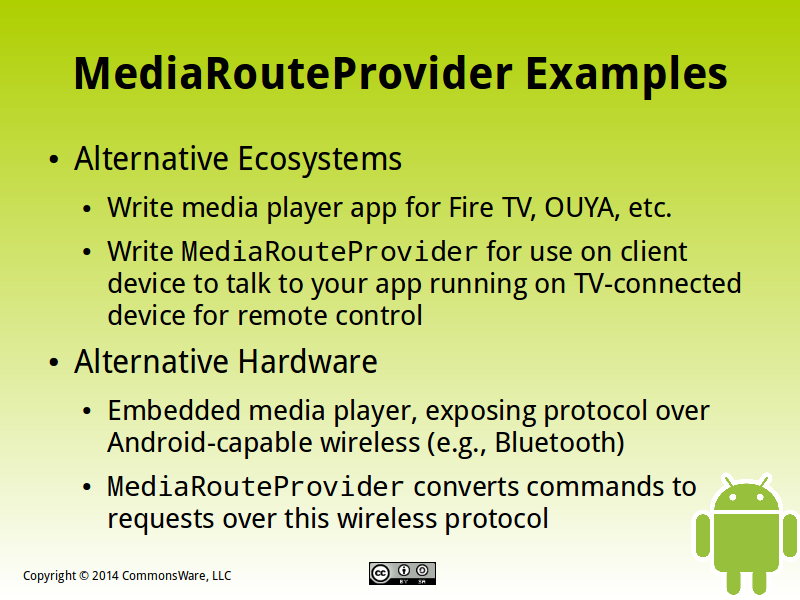 MediaRouteProvider Examples
• Alternative Ecosystems
• Write media player app for Fire TV, OUYA, etc.
• Write MediaRouteProvider for use on client
device to talk to your app running on TV-connected
device for remote control
• Alternative Hardware
• Embedded media player, exposing protocol over
Android-capable wireless (e.g., Bluetooth)
• MediaRouteProvider converts commands to
requests over this wireless protocol
Copyright © 2014 CommonsWare, LLC
cc BY SA